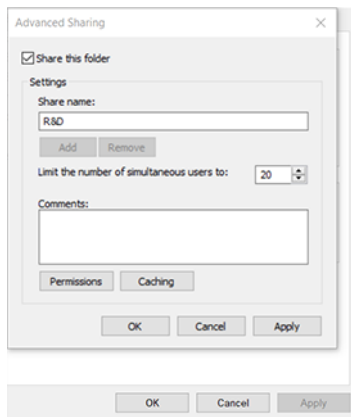 Advanced Sharing
Share this folder
Settings
Share name:
R&D
Add Remove
Limit the number of simultaneous users to: 20
Comments:
Permissions Caching
OK Cancel Apply
OK Cancel Apply